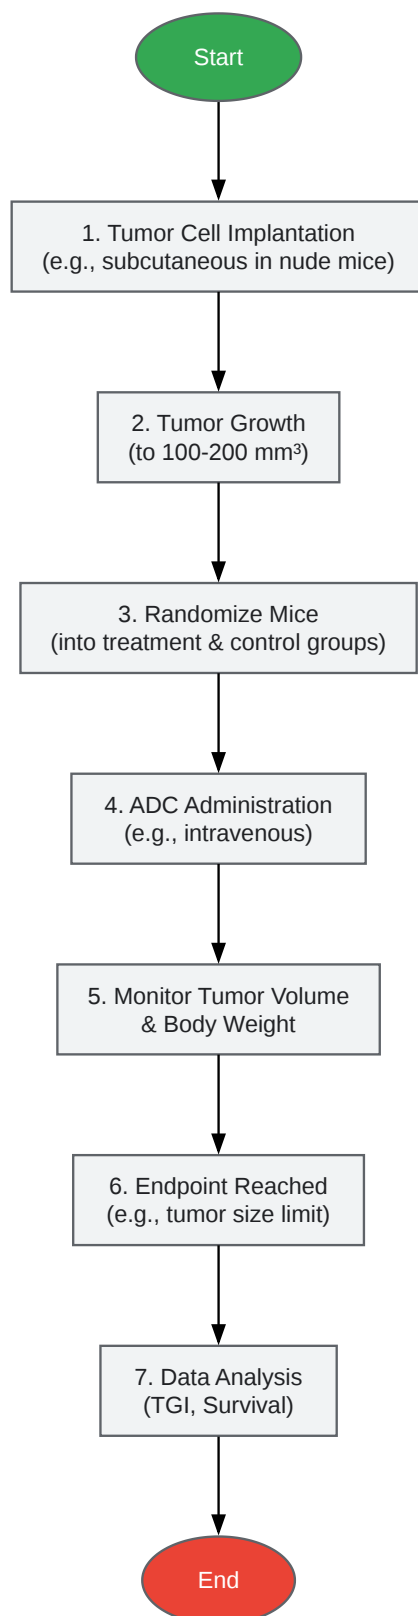 Start
1. Tumor Cell Implantation
(e.g., subcutaneous in nude mice)
2. Tumor Growth
(to 100-200 mm³)
3. Randomize Mice
(into treatment & control groups)
4. ADC Administration
(e.g., intravenous)
5. Monitor Tumor Volume
& Body Weight
6. Endpoint Reached
(e.g., tumor size limit)
7. Data Analysis
(TGI, Survival)
End